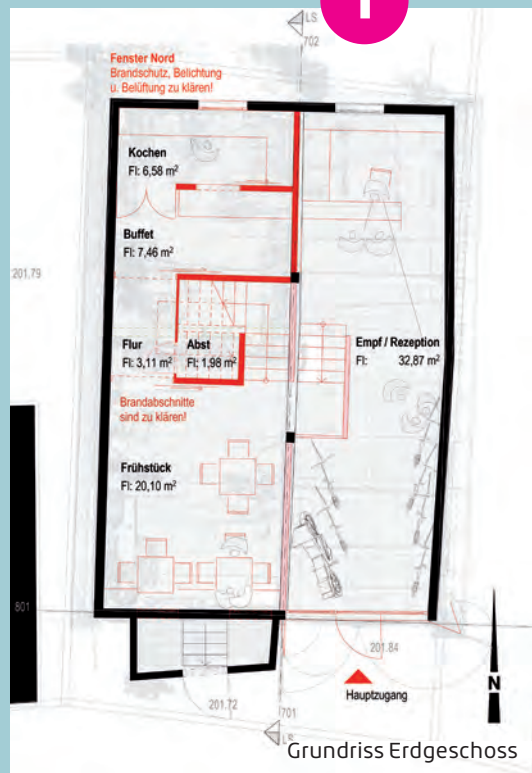 1
LS
702
Fenster Nord
Brandschutz, Belichtung
u. Belüftung zu klären!
Kochen
Fl: 6,58 m²
Buffet
Fl: 7,46 m²
201.79
Flur
Fl: 3,11 m²
Abst
Fl: 1,98 m²
Empf / Rezeption
Fl: 32,87 m²
Brandabschnitte
sind zu klären!
Frühstück
Fl: 20,10 m²
801
201.84
Hauptzugang
N
201.72
701
LS
Grundriss Erdgeschoss